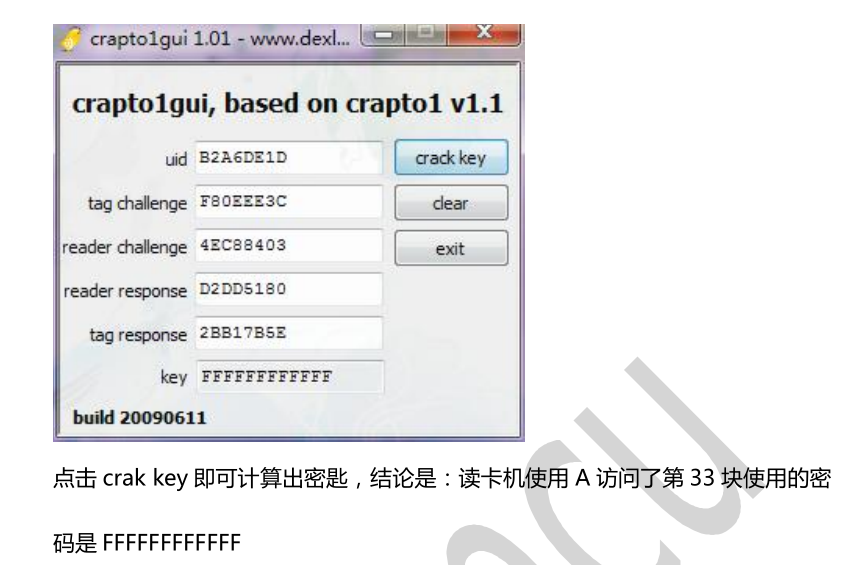 crapto1gui 1.01 - www.dexl...
crapto1gui, based on crapto1 v1.1
uid B2A6DE1D crack key
tag challenge F80EEE3C clear
reader challenge 4EC88403 exit
reader response D2DD5180
tag response 2BB17B5E
key FFFFFFFFFFFF
build 20090611
点击 crak key 即可计算出密匙，结论是：读卡机使用 A 访问了第 33 块使用的密
码是 FFFFFFFFFFFF